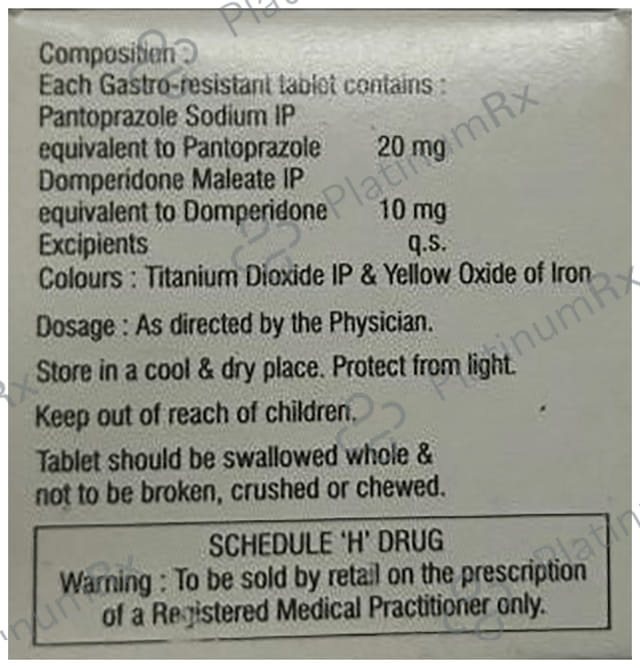 Composition :
Each Gastro-resistant tablet contains :
Pantoprazole Sodium IP
equivalent to Pantoprazole 20 mg
Domperidone Maleate IP
equivalent to Domperidone 10 mg
Excipients q.s.
Colours : Titanium Dioxide IP & Yellow Oxide of Iron
Dosage : As directed by the Physician.
Store in a cool & dry place. Protect from light.
Keep out of reach of children.
Tablet should be swallowed whole &
not to be broken, crushed or chewed.
SCHEDULE 'H' DRUG
Warning : To be sold by retail on the prescription
of a Registered Medical Practitioner only.
PlatinumRx
PlatinumRx